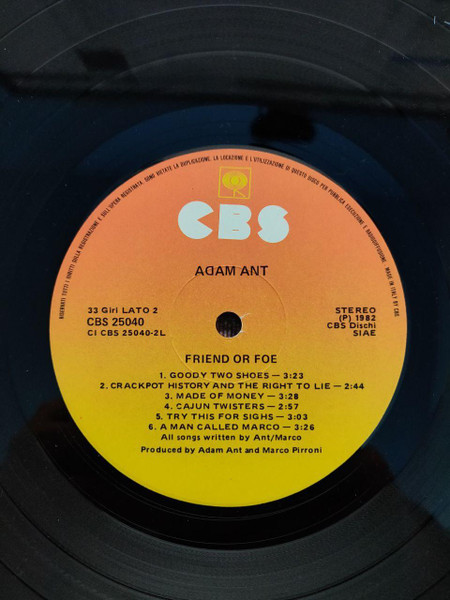 RISERVATI TUTTI I DIRITTI DELLA REGISTRAZIONE E DELL'OPERA REGISTRATA. SONO VIETATE LA DUPLICAZIONE, LA LOCAZIONE E L'UTILIZZAZIONE DI QUESTO DISCO PER PUBBLICA ESECUZIONE E RADIODIFFUSIONE. MADE IN ITALY BY CBS
CBS
ADAM ANT
33 Giri LATO 2
CBS 25040
CI CBS 25040-2L
STEREO
(P) 1982
CBS Dischi
SIAE
FRIEND OR FOE
1. GOODY TWO SHOES — 3:23
2. CRACKPOT HISTORY AND THE RIGHT TO LIE — 2:44
3. MADE OF MONEY — 3:28
4. CAJUN TWISTERS — 2:57
5. TRY THIS FOR SIGHS — 3:03
6. A MAN CALLED MARCO — 3:26
All songs written by Ant/Marco
Produced by Adam Ant and Marco Pirroni